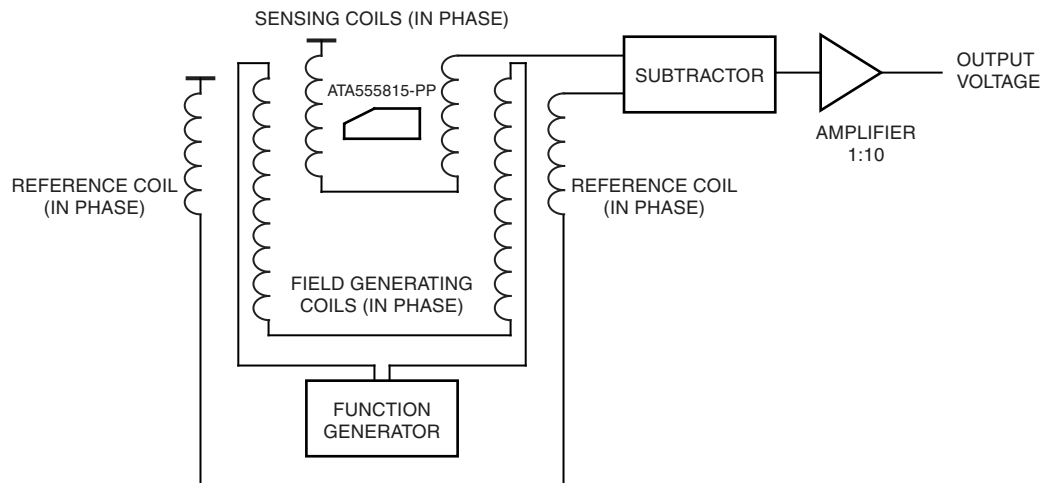 SENSING COILS (IN PHASE)
ATA555815-PP
SUBTRACTOR
OUTPUT
VOLTAGE
AMPLIFIER
1:10
REFERENCE COIL
(IN PHASE)
REFERENCE COIL
(IN PHASE)
FIELD GENERATING
COILS (IN PHASE)
FUNCTION
GENERATOR